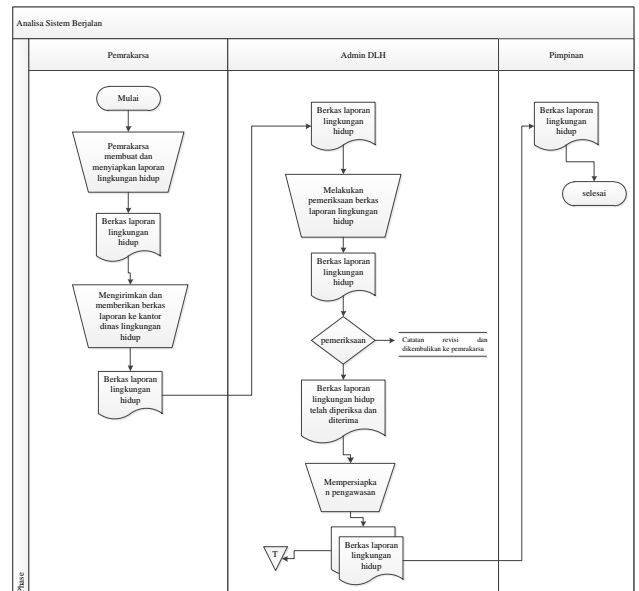 Analisa Sistem Berjalan
Pemrakarsa
Admin DLH
Pimpinan
Mulai
Pemrakarsa
membuat dan
menyiapkan laporan
lingkungan hidup
Berkas laporan
lingkungan
hidup
Mengirimkan dan
memberikan berkas
laporan ke kantor
dinas lingkungan
hidup
Berkas laporan
lingkungan
hidup
Berkas laporan
lingkungan
hidup
Melakukan
pemeriksaan berkas
laporan lingkungan
hidup
Berkas laporan
lingkungan
hidup
pemeriksaan
Catatan revisi dan
dikembalikan ke pemrakarsa
Berkas laporan
lingkungan hidup
telah diperiksa dan
diterima
Mempersiapka
n pengawasan
T
Berkas laporan
lingkungan
hidup
Berkas laporan
lingkungan
hidup
selesai
Phase